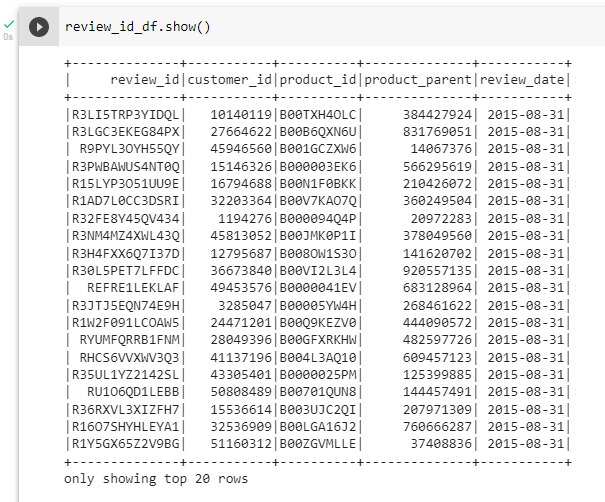 review_id_df.show()
0s
+--------------+-----------+----------+--------------+-----------+
|     review_id|customer_id|product_id|product_parent|review_date|
+--------------+-----------+----------+--------------+-----------+
|R3LI5TRP3YIDQL|   10140119|B00TXH4OLC|     384427924| 2015-08-31|
|R3LGC3EKEG84PX|   27664622|B00B6QXN6U|     831769051| 2015-08-31|
| R9PYL3OYH55QY|   45946560|B001GCZXW6|      14067376| 2015-08-31|
|R3PWBAWUS4NT0Q|   15146326|B000003EK6|     566295619| 2015-08-31|
|R15LYP3O51UU9E|   16794688|B00N1F0BKK|     210426072| 2015-08-31|
|R1AD7L0CC3DSRI|   32203364|B00V7KAO7Q|     360249504| 2015-08-31|
|R32FE8Y45QV434|    1194276|B000094Q4P|      20972283| 2015-08-31|
|R3NM4MZ4XWL43Q|   45813052|B00JMK0P1I|     378049560| 2015-08-31|
|R3H4FXX6Q7I37D|   12795687|B008OW1S3O|     141620702| 2015-08-31|
|R30L5PET7LFFDC|   36673840|B00VI2L3L4|     920557135| 2015-08-31|
|  REFRE1LEKLAF|   49453576|B0000041EV|     683128964| 2015-08-31|
|R3JTJ5EQN74E9H|    3285047|B00005YW4H|     268461622| 2015-08-31|
|R1W2F091LCOAW5|   24471201|B00Q9KEZV0|     444090572| 2015-08-31|
| RYUMFQRRB1FNM|   28049396|B00GFXRKHW|     482597726| 2015-08-31|
| RHCS6VVXWV3Q3|   41137196|B004L3AQ10|     609457123| 2015-08-31|
|R35UL1YZ2142SL|   43305401|B0000025PM|     125399885| 2015-08-31|
|  RU1O6QD1LEBB|   50808489|B00701QUN8|     144457491| 2015-08-31|
|R36RXVL3XIZFH7|   15536614|B003UJC2QI|     207971309| 2015-08-31|
|R16O7SHYHLEYA1|   32536909|B00LGA16J2|     760666287| 2015-08-31|
|R1Y5GX65Z2V9BG|   51160312|B00ZGVMLLE|      37408836| 2015-08-31|
+--------------+-----------+----------+--------------+-----------+
only showing top 20 rows